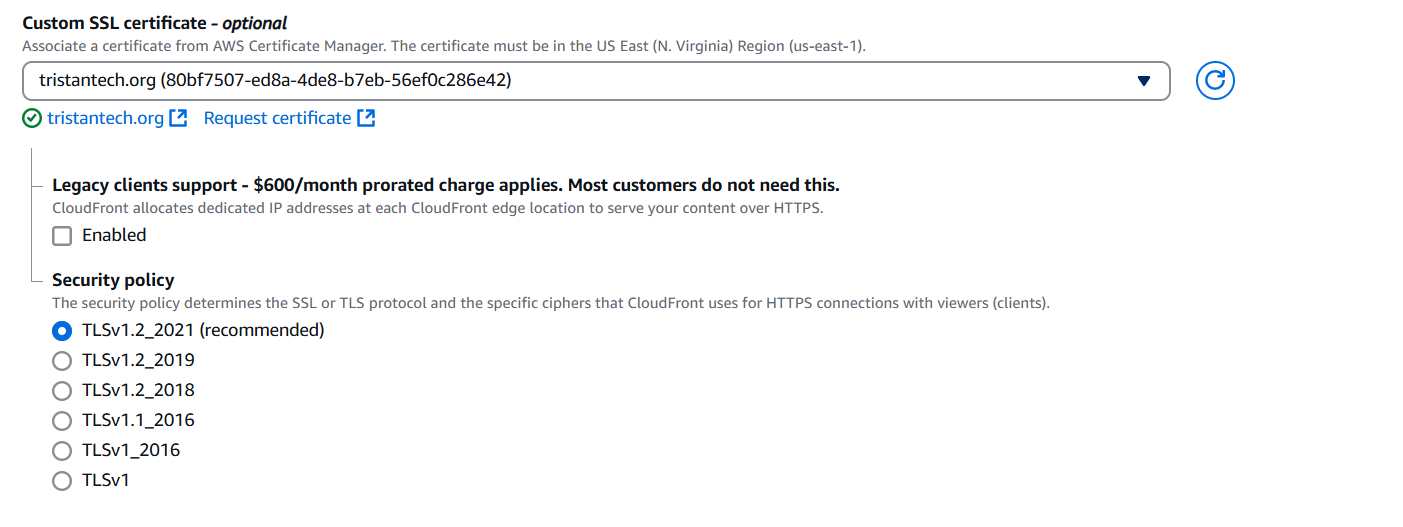 Custom SSL certificate - optional
Associate a certificate from AWS Certificate Manager. The certificate must be in the US East (N. Virginia) Region (us-east-1).
tristantech.org (80bf7507-ed8a-4de8-b7eb-56ef0c286e42)
tristantech.org Request certificate
Legacy clients support - $600/month prorated charge applies. Most customers do not need this.
CloudFront allocates dedicated IP addresses at each CloudFront edge location to serve your content over HTTPS.
Enabled
Security policy
The security policy determines the SSL or TLS protocol and the specific ciphers that CloudFront uses for HTTPS connections with viewers (clients).
TLSv1.2_2021 (recommended)
TLSv1.2_2019
TLSv1.2_2018
TLSv1.1_2016
TLSv1_2016
TLSv1